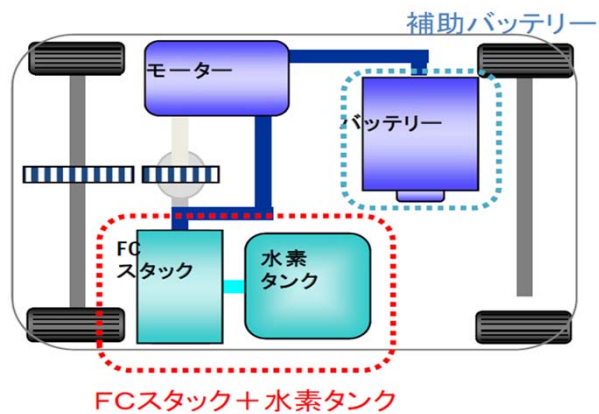 補助バッテリー
モーター
バッテリー
FC
スタック
水素
タンク
FCスタック＋水素タンク